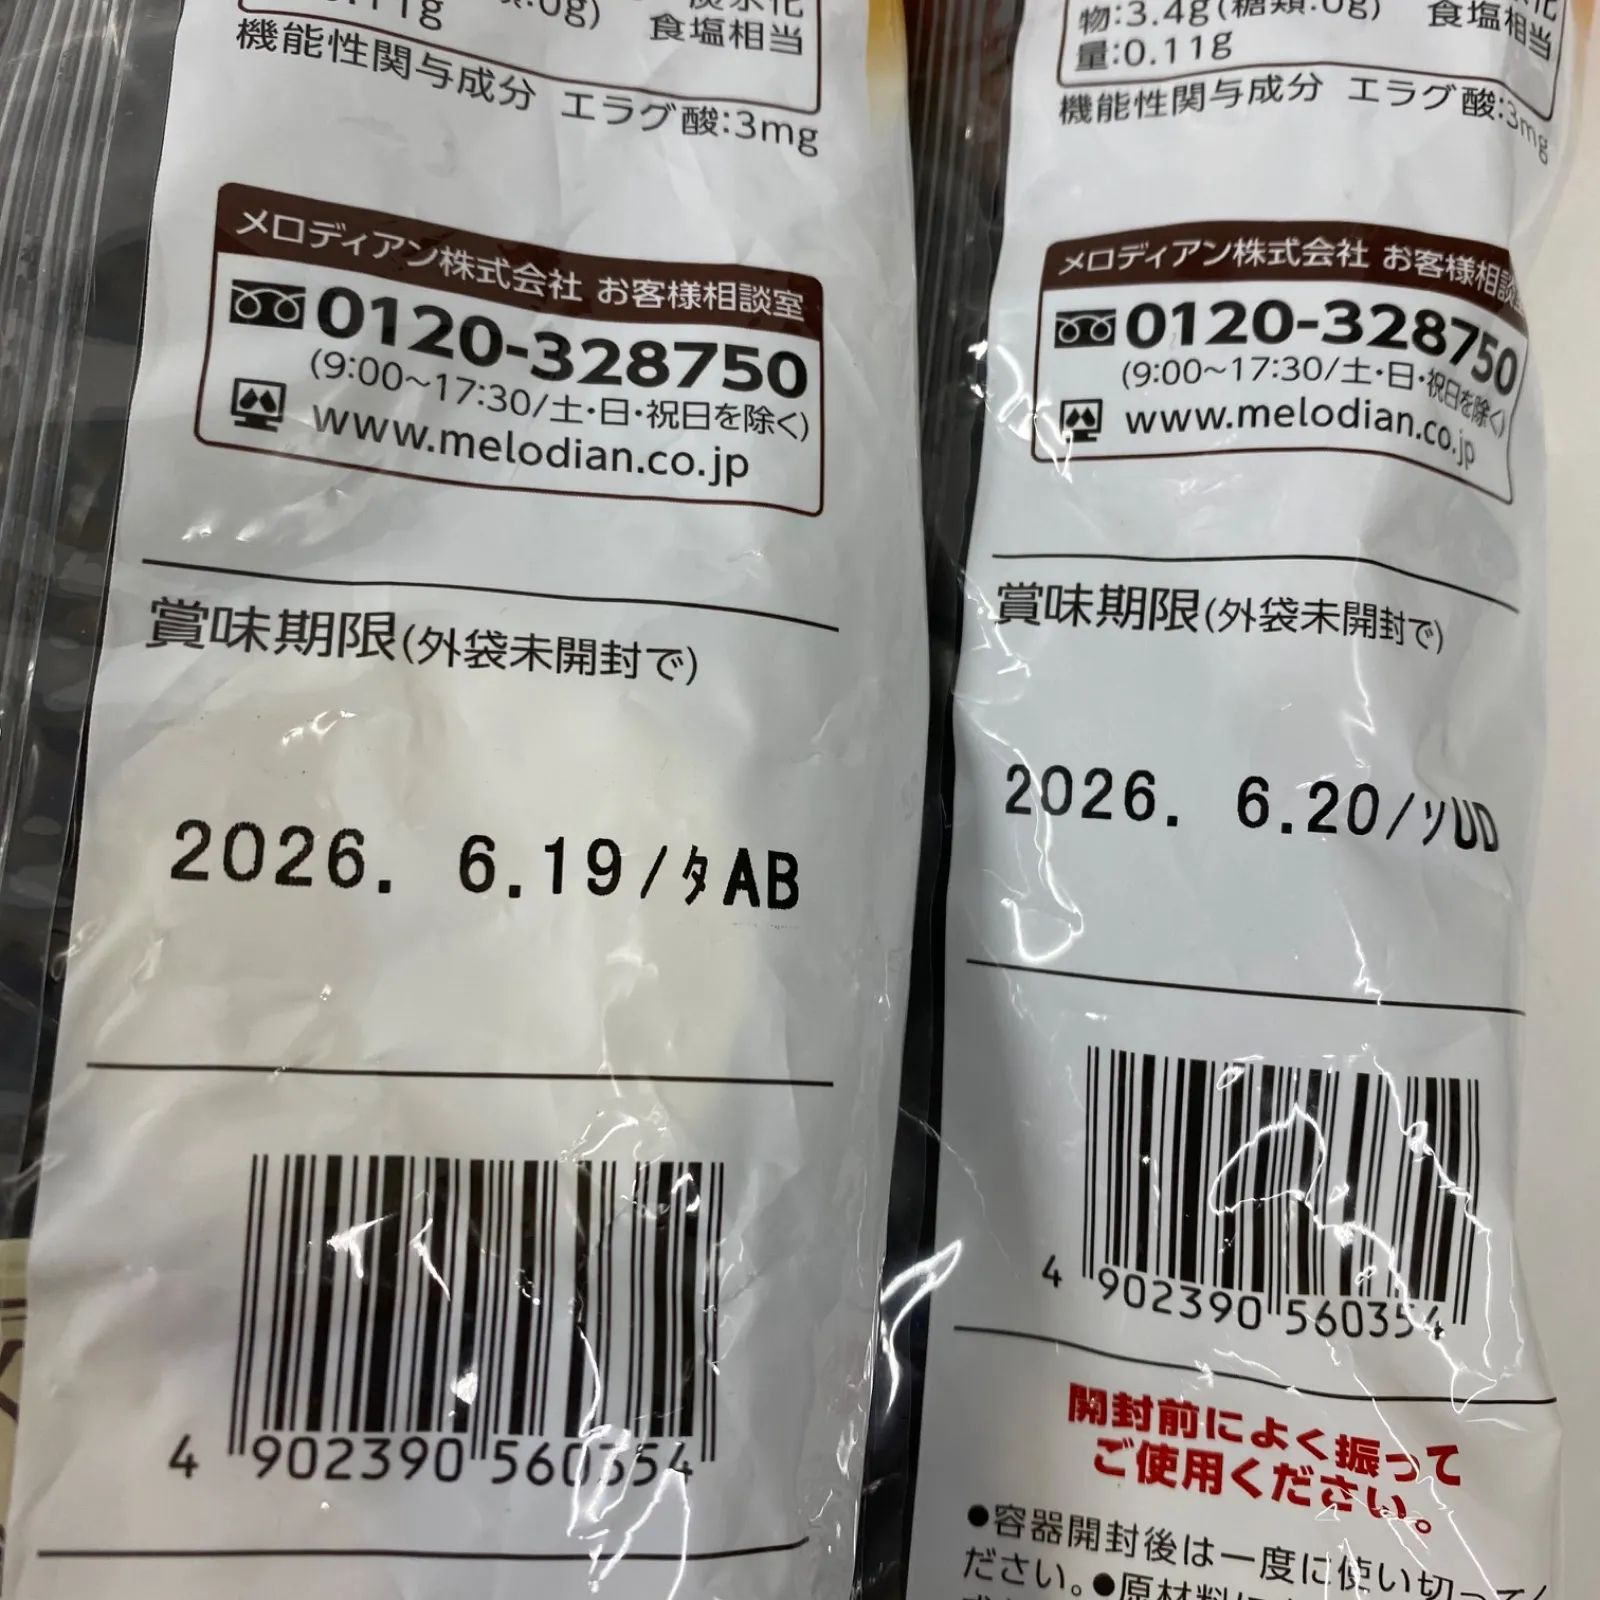 食塩相当
機能性関与成分 エラグ酸:3mg
メロディアン株式会社 お客様相談室
0120-328750
(9:00~17:30/土・日・祝日を除く)
www.melodian.co.jp
賞味期限(外袋未開封で)
2026. 6.19/タAB
4 902390 560354
物:3.4g(糖類:0g) 食塩相当
量:0.11g
機能性関与成分 エラグ酸:3mg
メロディアン株式会社 お客様相談室
0120-328750
(9:00~17:30/土・日・祝日を除く)
www.melodian.co.jp
賞味期限(外袋未開封で)
2026. 6.20/ソUD
4 902390 560354
開封前によく振って
ご使用ください。
●容器開封後は一度に使い切って
ださい。●原材料